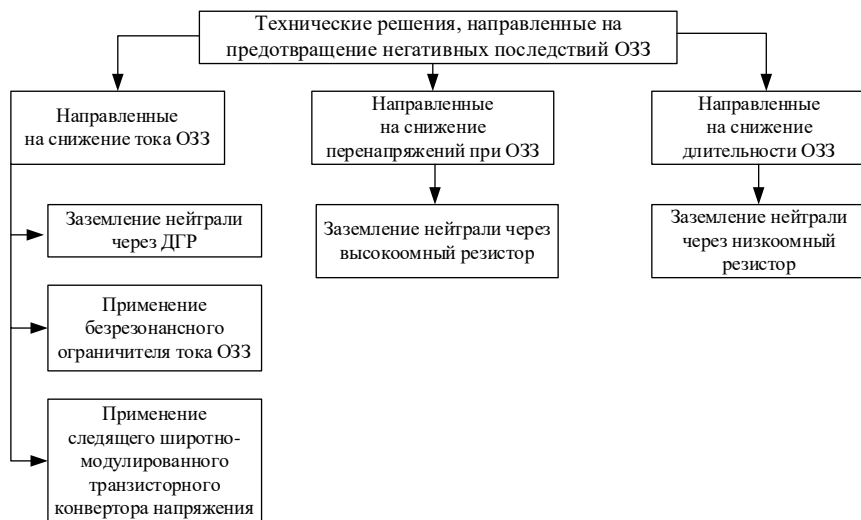 Технические решения, направленные на
предотвращение негативных последствий ОЗЗ
Направленные
на снижение тока ОЗЗ
Направленные
на снижение
перенапряжений при ОЗЗ
Направленные
на снижение
длительности ОЗЗ
Заземление нейтрали
через ДГР
Заземление нейтрали через
высокоомный резистор
Заземление нейтрали
через низкоомный
резистор
Применение
безрезонансного
ограничителя тока ОЗЗ
Применение
следящего широтно-
модулированного
транзисторного
конвертора напряжения